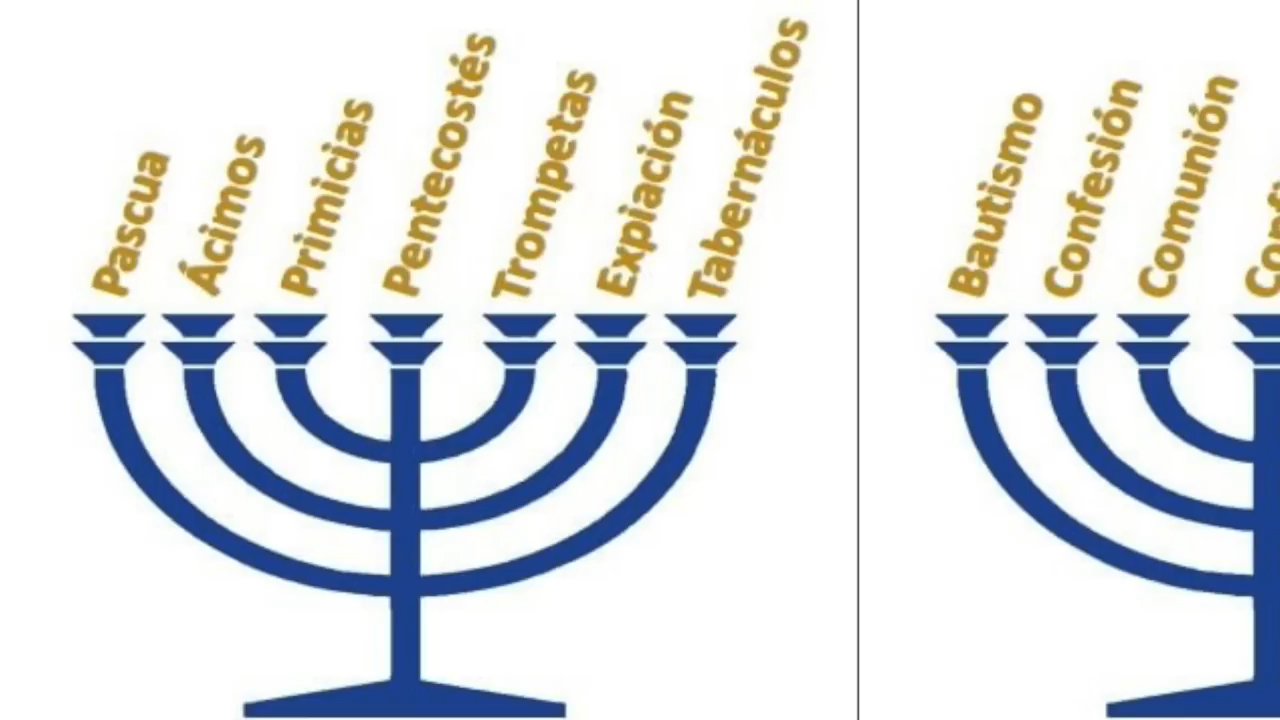 Pascua
Ácimos
Primicias
Pentecostés
Trompetas
Expiación
Tabernáculos
Bautismo
Confesión
Comunión